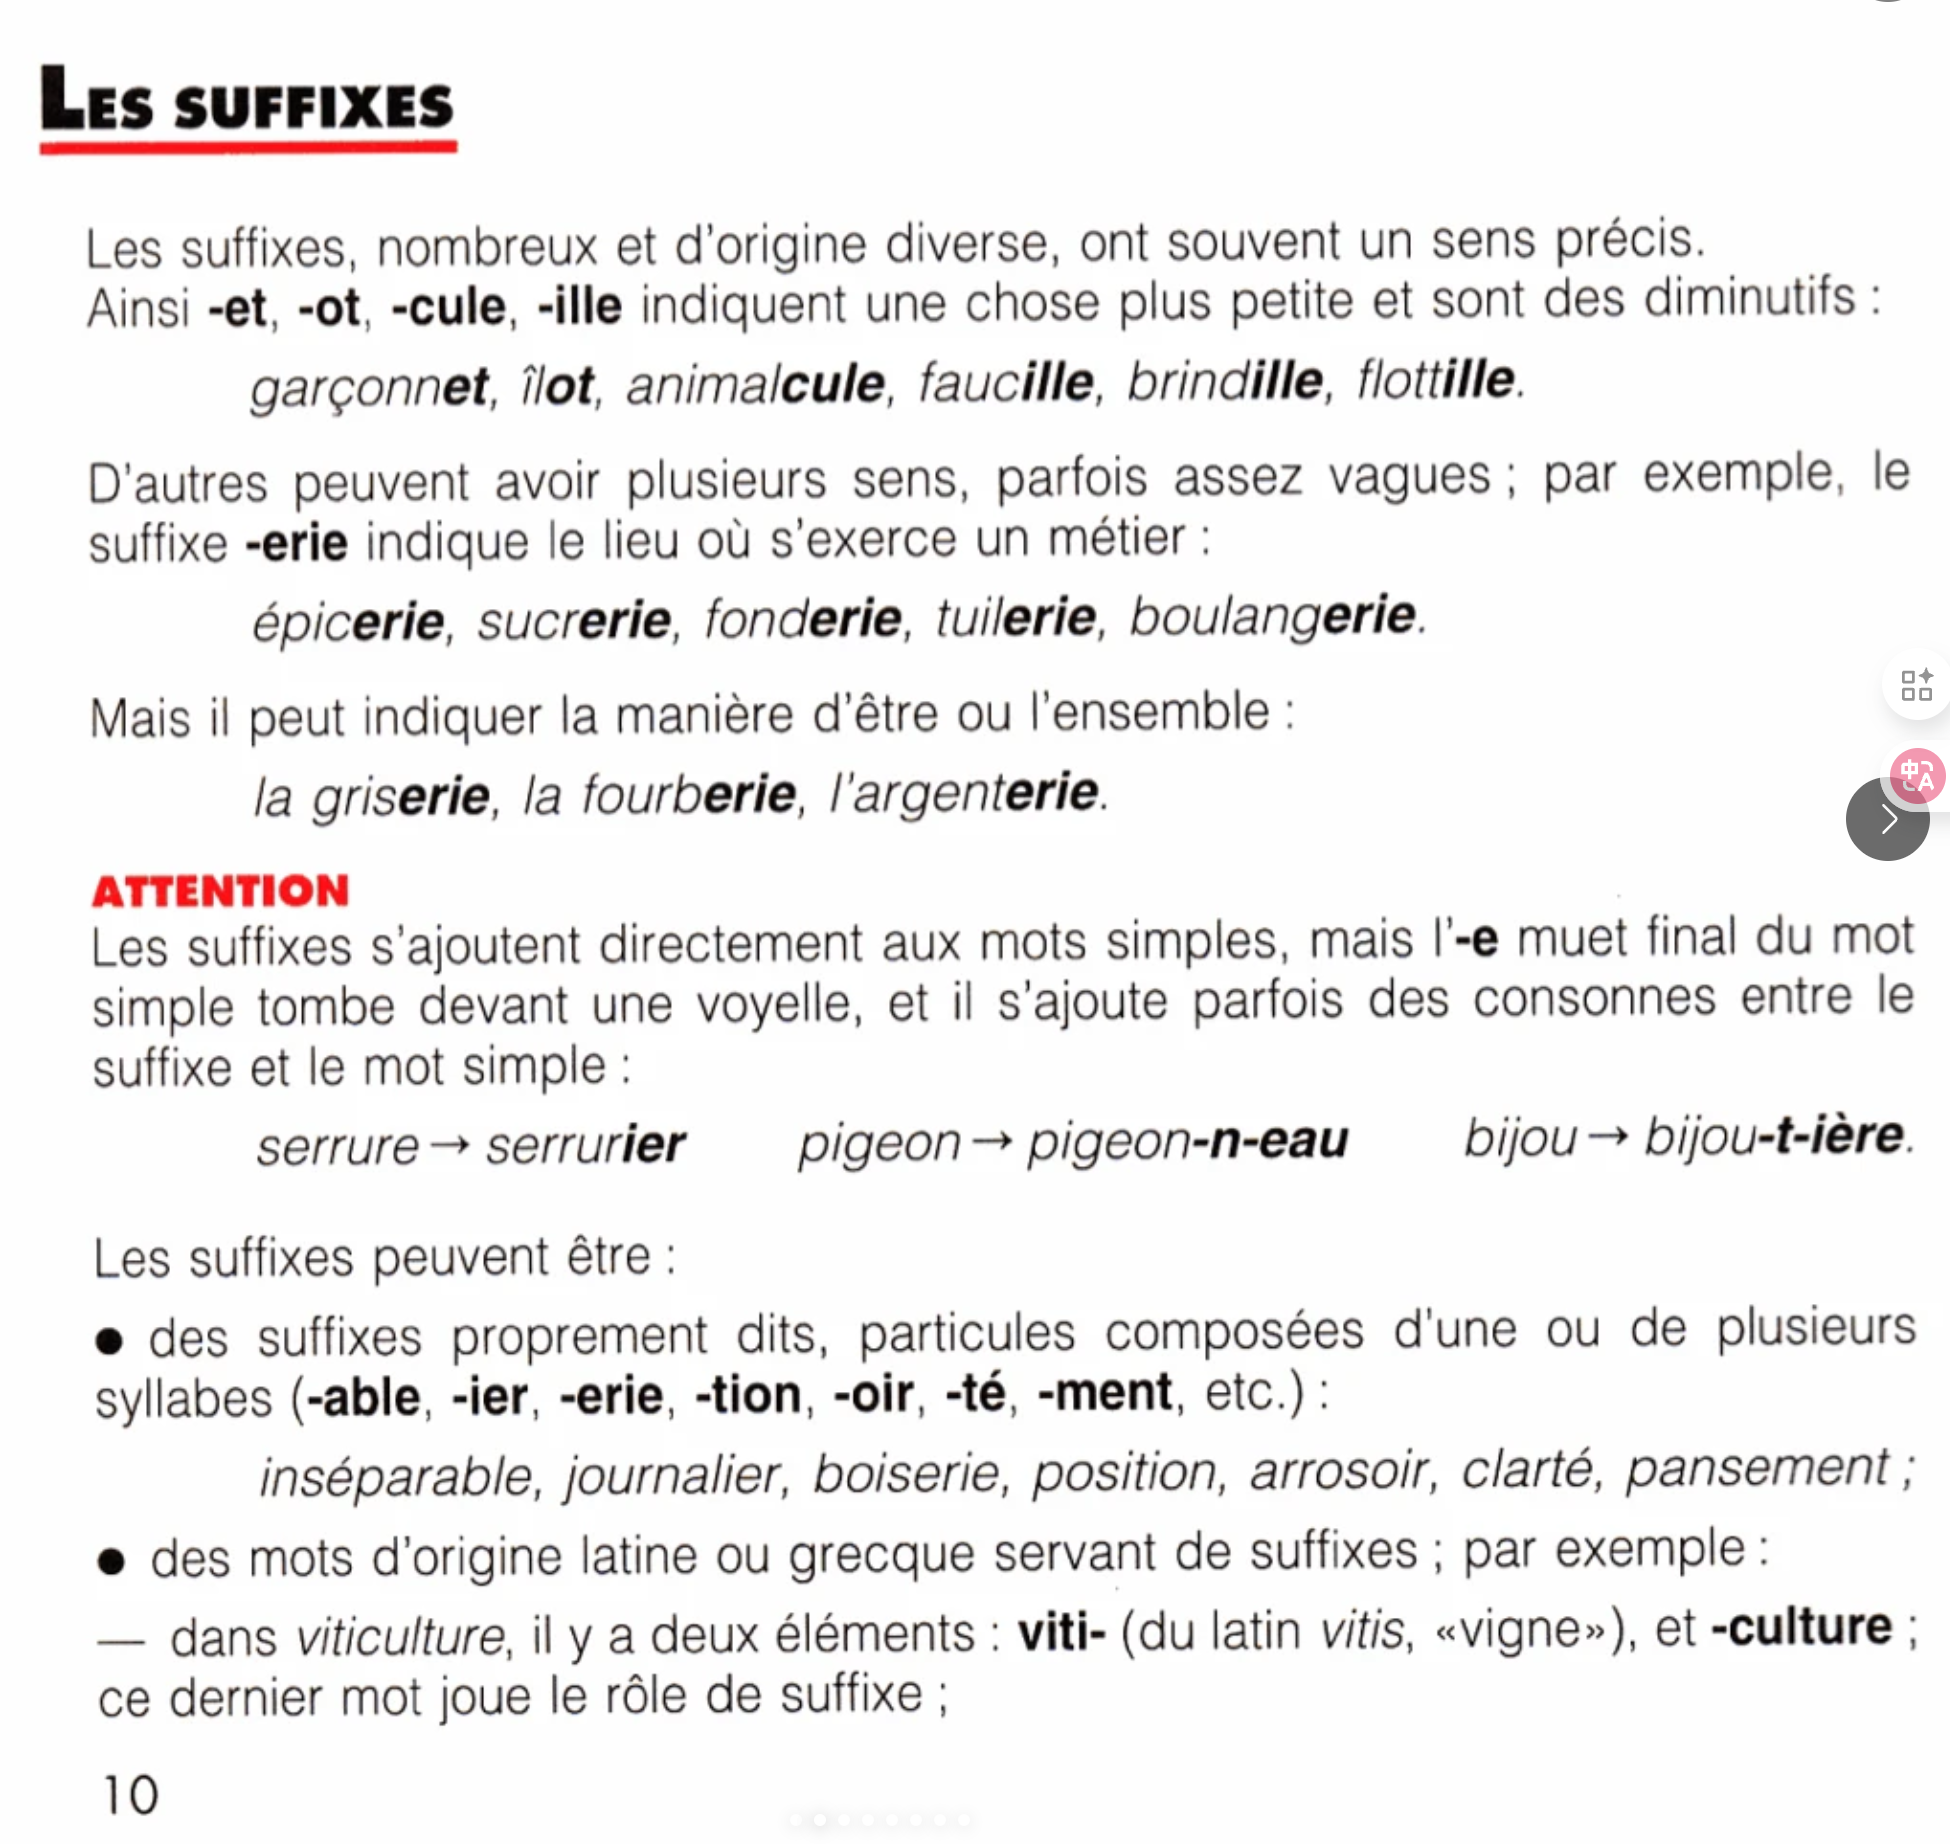 LES SUFFIXES
Les suffixes, nombreux et d'origine diverse, ont souvent un sens précis.
Ainsi -et, -ot, -cule, -ille indiquent une chose plus petite et sont des diminutifs :
garçonnet, îlot, animalcule, faucille, brindille, flottille.
D'autres peuvent avoir plusieurs sens, parfois assez vagues ; par exemple, le
suffixe -erie indique le lieu où s'exerce un métier :
épicerie, sucrerie, fonderie, tuilerie, boulangerie.
Mais il peut indiquer la manière d'être ou l'ensemble :
la griserie, la fourberie, l'argenterie.
ATTENTION
Les suffixes s'ajoutent directement aux mots simples, mais l'-e muet final du mot
simple tombe devant une voyelle, et il s'ajoute parfois des consonnes entre le
suffixe et le mot simple :
serrure → serrurier pigeon → pigeon-n-eau bijou → bijou-t-ière.
Les suffixes peuvent être :
● des suffixes proprement dits, particules composées d'une ou de plusieurs
syllabes (-able, -ier, -erie, -tion, -oir, -té, -ment, etc.) :
inséparable, journalier, boiserie, position, arrosoir, clarté, pansement ;
● des mots d'origine latine ou grecque servant de suffixes ; par exemple :
— dans viticulture, il y a deux éléments : viti- (du latin vitis, «vigne»), et -culture ;
ce dernier mot joue le rôle de suffixe ;
10
中A